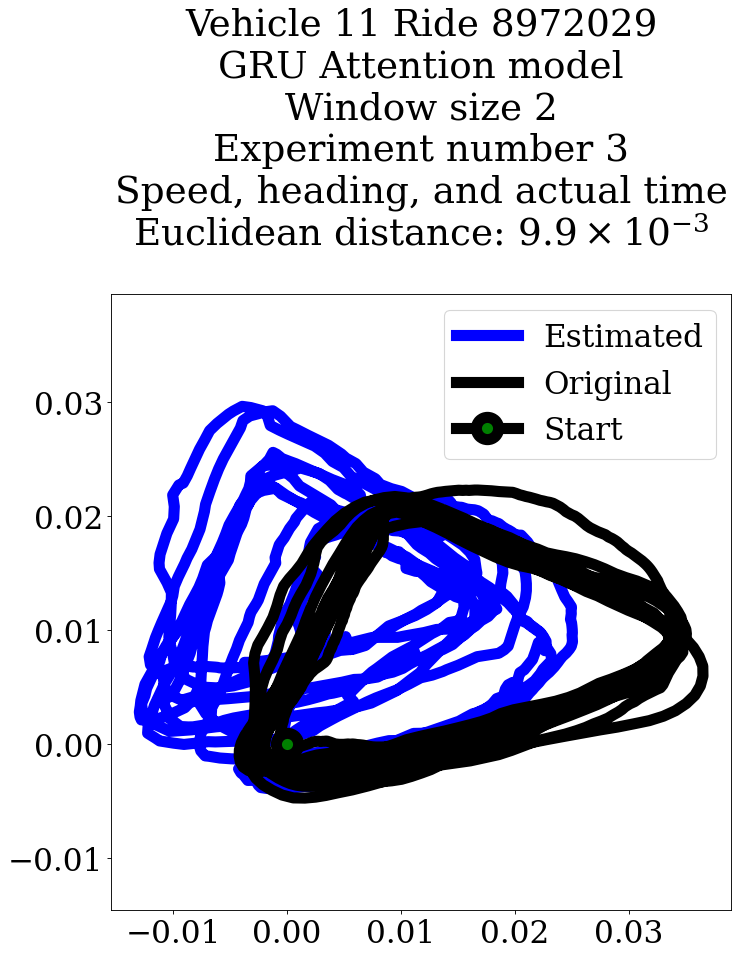 Vehicle 11 Ride 8972029
GRU Attention model
Window size 2
Experiment number 3
Speed, heading, and actual time
Euclidean distance: 9.9 × 10⁻³
Estimated
Original
Start
0.03
0.02
0.01
0.00
−0.01
−0.01 0.00 0.01 0.02 0.03